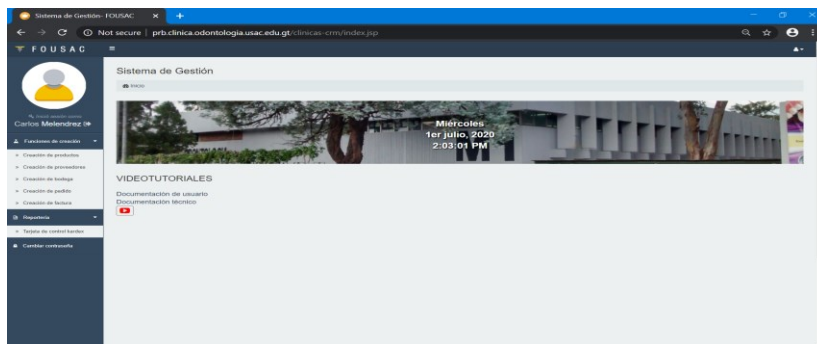 Sistema de Gestión- FOUSAC
Not secure | prb.clinica.odontologia.usac.edu.gt/clinicas-crm/index.jsp
FOUSAC
Sistema de Gestión
Inicio
Carlos Melendrez
Miércoles
1er julio, 2020
2:03:01 PM
Funciones de creación
Creación de productos
Creación de proveedores
Creación de bodega
Creación de pedido
Creación de factura
Reportería
Tarjeta de control kardex
Cambiar contraseña
VIDEOTUTORIALES
Documentación de usuario
Documentación técnico